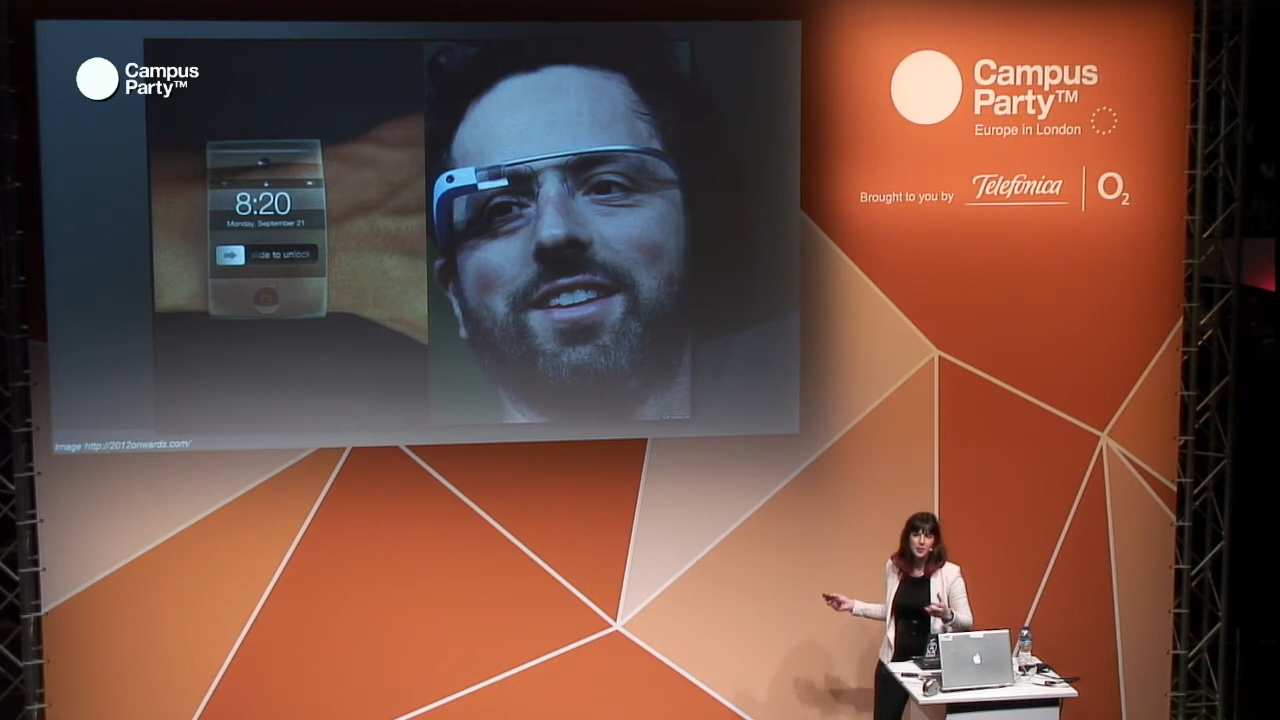 Campus
Party™
8:20
Monday, September 21
slide to unlock
Image http://2012onwards.com/
Campus
Party™
Europe in London
Brought to you by
Telefónica
O2